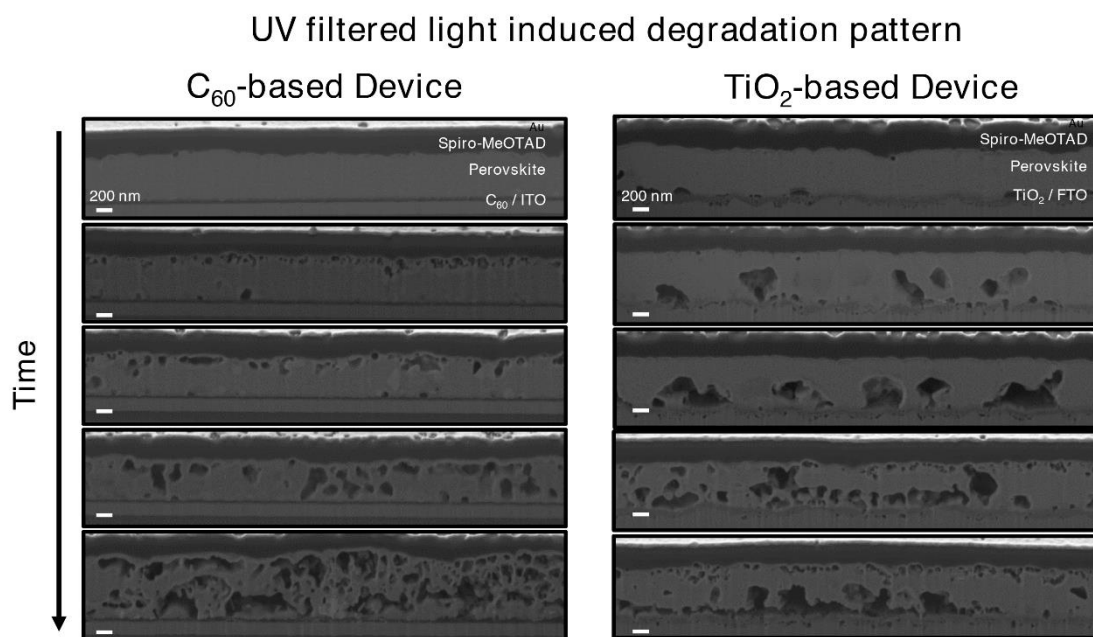 UV filtered light induced degradation pattern
C₆₀-based Device
TiO₂-based Device
Time
Au
Spiro-MeOTAD
Perovskite
200 nm
C₆₀ / ITO
Au
Spiro-MeOTAD
Perovskite
200 nm
TiO₂ / FTO